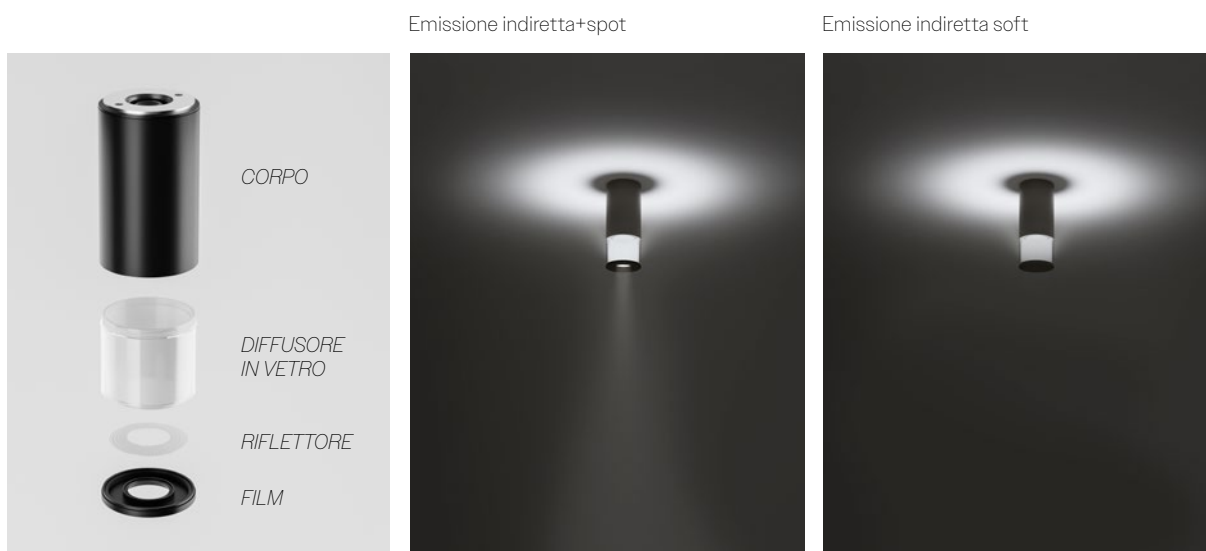 Emissione indiretta+spot
Emissione indiretta soft
CORPO
DIFFUSORE
IN VETRO
RIFLETTORE
FILM